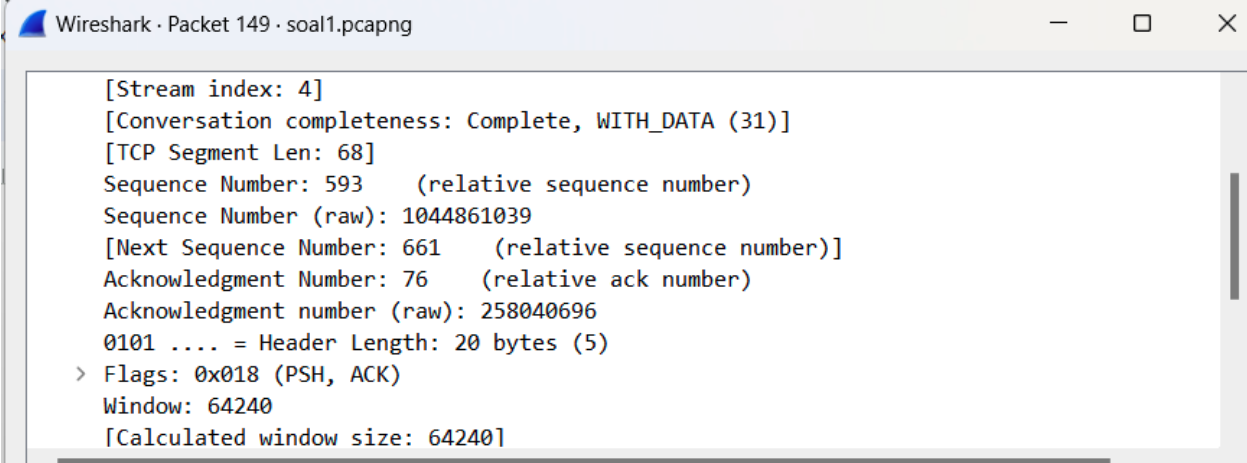 Wireshark · Packet 149 · soal1.pcapng
[Stream index: 4]
[Conversation completeness: Complete, WITH_DATA (31)]
[TCP Segment Len: 68]
Sequence Number: 593    (relative sequence number)
Sequence Number (raw): 1044861039
[Next Sequence Number: 661    (relative sequence number)]
Acknowledgment Number: 76    (relative ack number)
Acknowledgment number (raw): 258040696
0101 .... = Header Length: 20 bytes (5)
Flags: 0x018 (PSH, ACK)
Window: 64240
[Calculated window size: 64240]